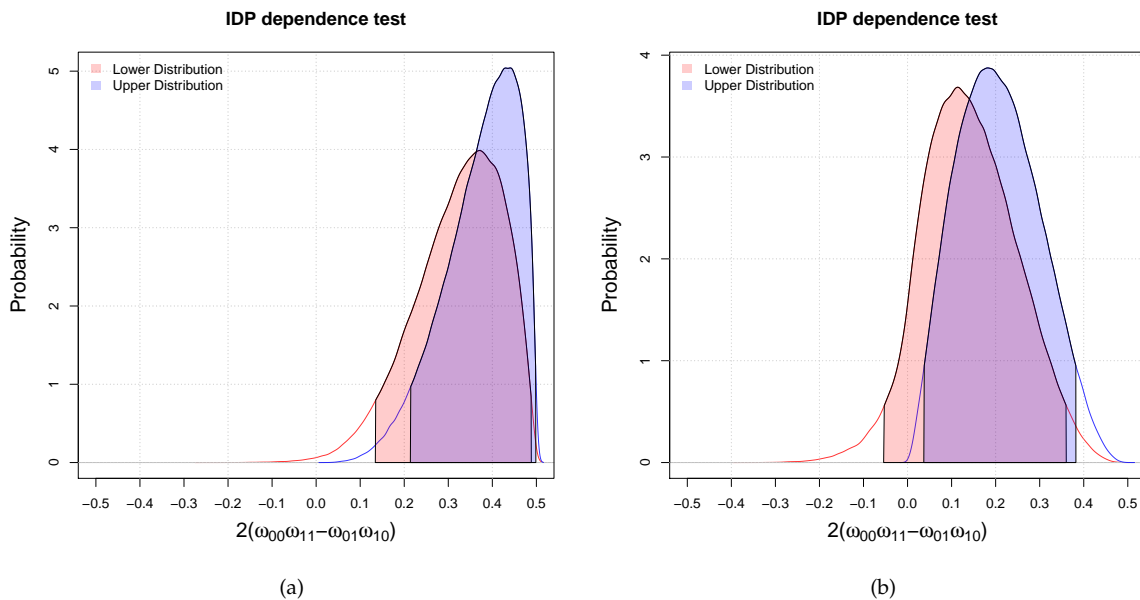 IDP dependence test
Lower Distribution
Upper Distribution
Probability
0
1
2
3
4
5
−0.5 −0.4 −0.3 −0.2 −0.1 0.0 0.1 0.2 0.3 0.4 0.5
2(ω₀₀ω₁₁−ω₀₁ω₁₀)
(a)
IDP dependence test
Lower Distribution
Upper Distribution
Probability
0
1
2
3
4
−0.5 −0.4 −0.3 −0.2 −0.1 0.0 0.1 0.2 0.3 0.4 0.5
2(ω₀₀ω₁₁−ω₀₁ω₁₀)
(b)